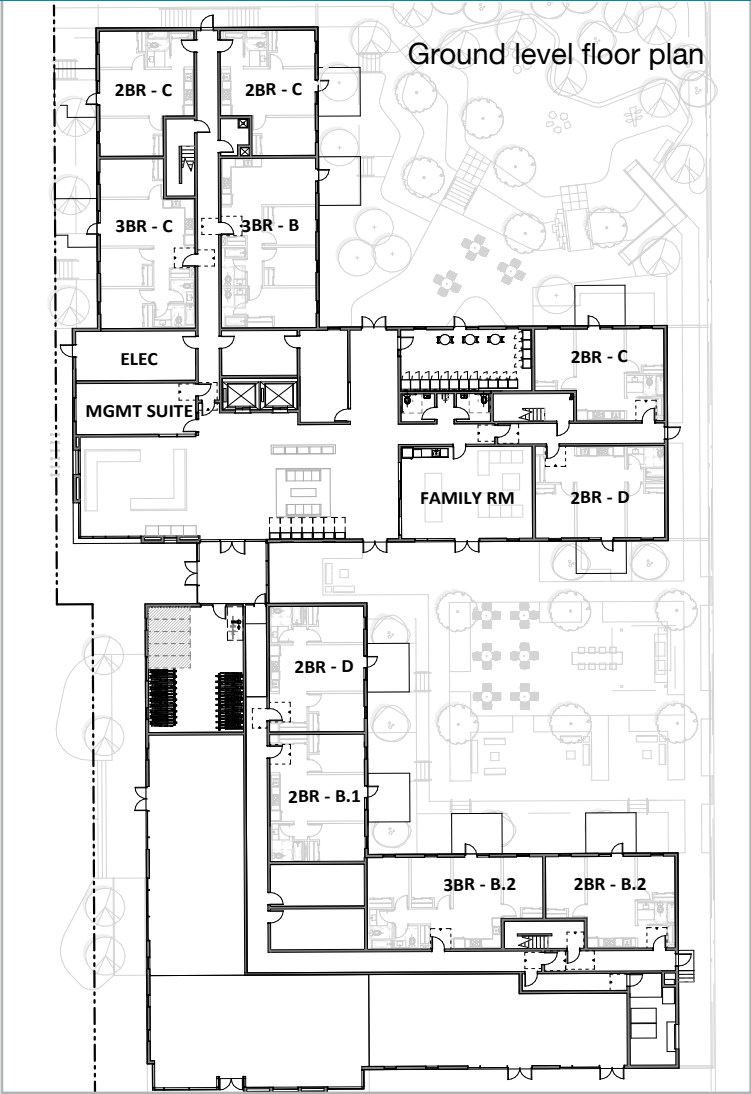 Ground level floor plan
2BR - C
2BR - C
3BR - C
3BR - B
ELEC
MGMT SUITE
2BR - C
FAMILY RM
2BR - D
2BR - D
2BR - B.1
3BR - B.2
2BR - B.2